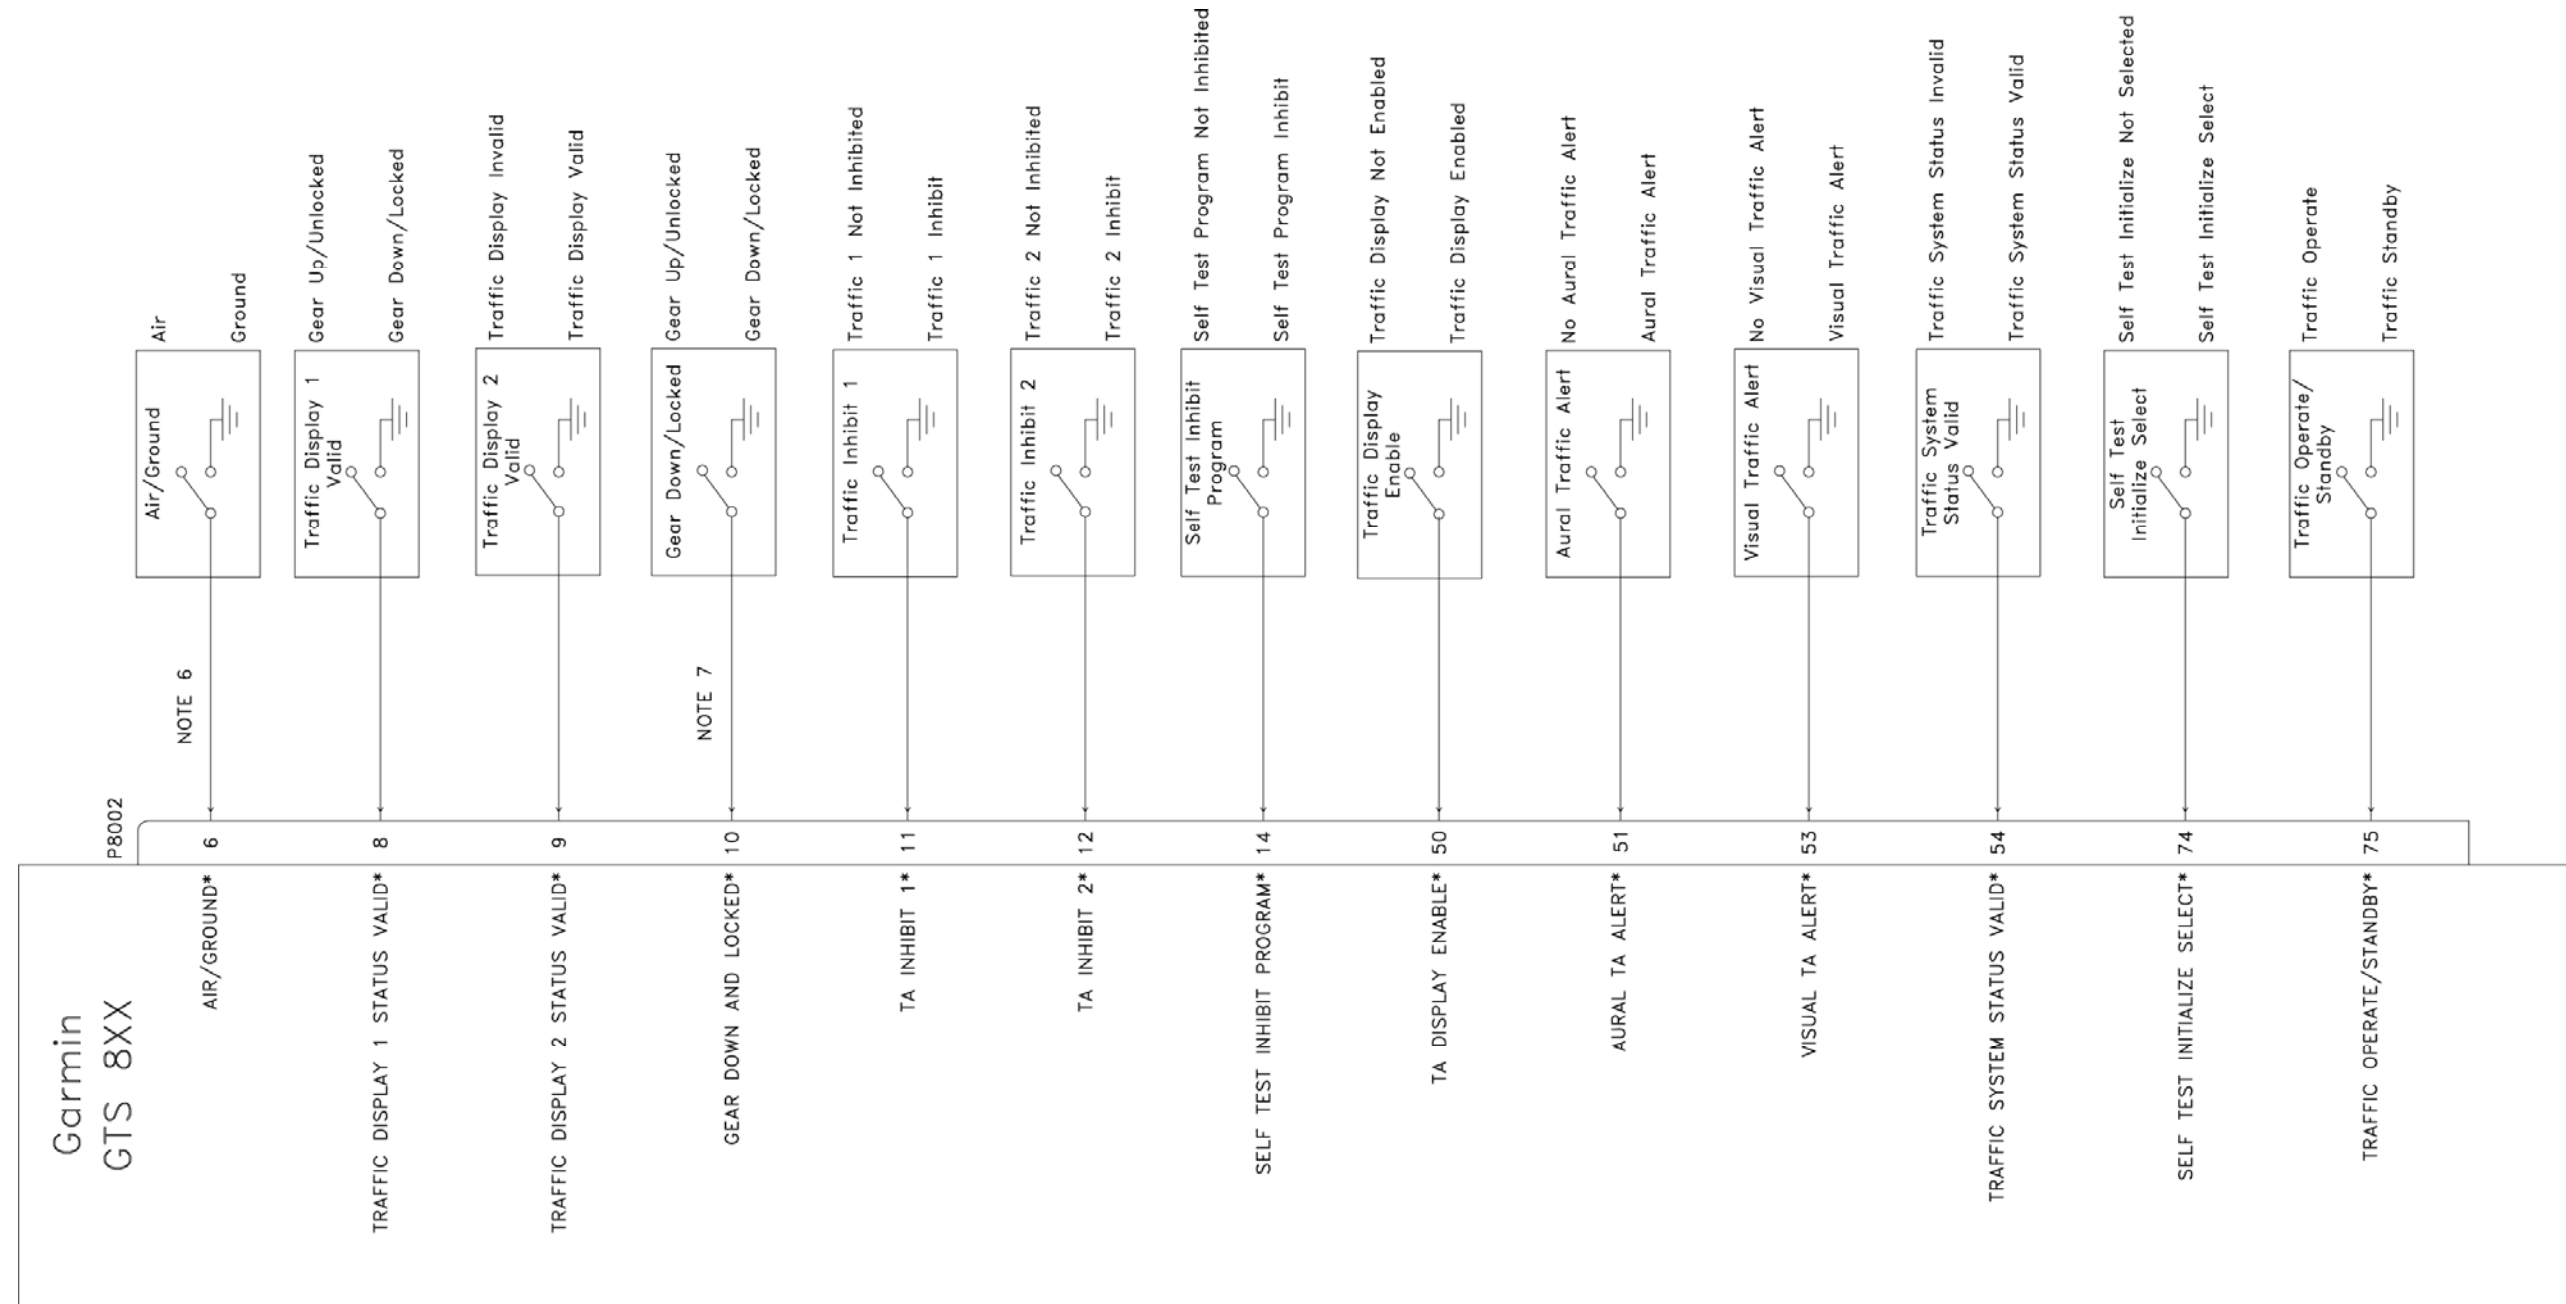 Garmin
GTS 8XX
P8002
AIR/GROUND*
6
NOTE 6
Air/Ground
Air
Ground
TRAFFIC DISPLAY 1 STATUS VALID*
8
Traffic Display 1
Valid
Gear Up/Unlocked
Gear Down/Locked
TRAFFIC DISPLAY 2 STATUS VALID*
9
Traffic Display 2
Valid
Traffic Display Invalid
Traffic Display Valid
GEAR DOWN AND LOCKED*
10
NOTE 7
Gear Down/Locked
Gear Up/Unlocked
Gear Down/Locked
TA INHIBIT 1*
11
Traffic Inhibit 1
Traffic 1 Not Inhibited
Traffic 1 Inhibit
TA INHIBIT 2*
12
Traffic Inhibit 2
Traffic 2 Not Inhibited
Traffic 2 Inhibit
SELF TEST INHIBIT PROGRAM*
14
Self Test Inhibit
Program
Self Test Program Not Inhibited
Self Test Program Inhibit
TA DISPLAY ENABLE*
50
Traffic Display
Enable
Traffic Display Not Enabled
Traffic Display Enabled
AURAL TA ALERT*
51
Aural Traffic Alert
No Aural Traffic Alert
Aural Traffic Alert
VISUAL TA ALERT*
53
Visual Traffic Alert
No Visual Traffic Alert
Visual Traffic Alert
TRAFFIC SYSTEM STATUS VALID*
54
Traffic System
Status Valid
Traffic System Status Invalid
Traffic System Status Valid
SELF TEST INITIALIZE SELECT*
74
Self Test
Initialize Select
Self Test Initialize Not Selected
Self Test Initialize Select
TRAFFIC OPERATE/STANDBY*
75
Traffic Operate/
Standby
Traffic Operate
Traffic Standby